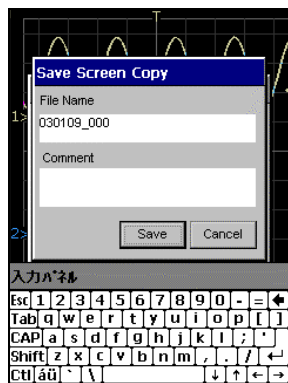 T
Save Screen Copy
File Name
1>
030109_000
Comment
2>
Save Cancel
入力ﾊﾟﾈﾙ
Esc 1 2 3 4 5 6 7 8 9 0 - = ←
Tab q w e r t y u i o p [ ]
CAP a s d f g h j k l ; '
Shift z x c v b n m , . / ↵
Ctl áü ` \ ↓ ↑ ← →